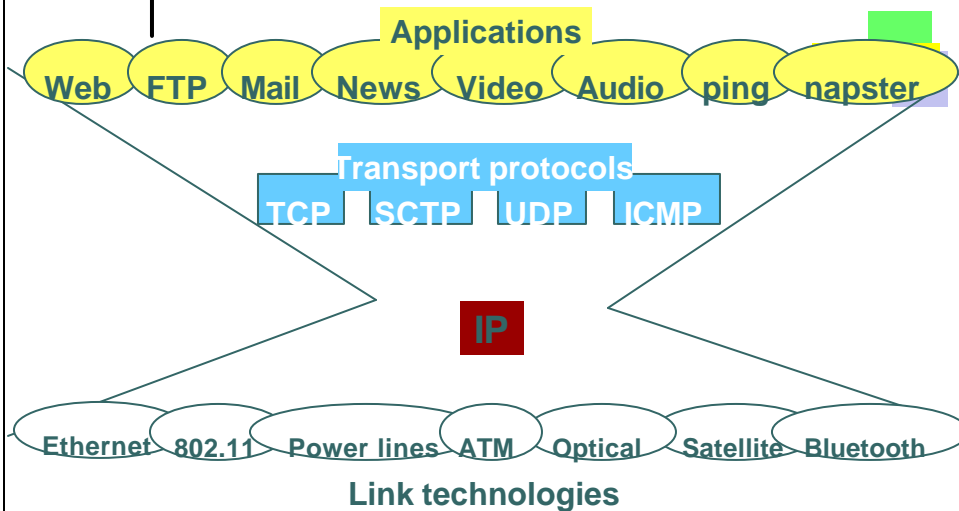 Applications
Web FTP Mail News Video Audio ping napster
Transport protocols
TCP SCTP UDP ICMP
IP
Ethernet 802.11 Power lines ATM Optical Satellite Bluetooth
Link technologies